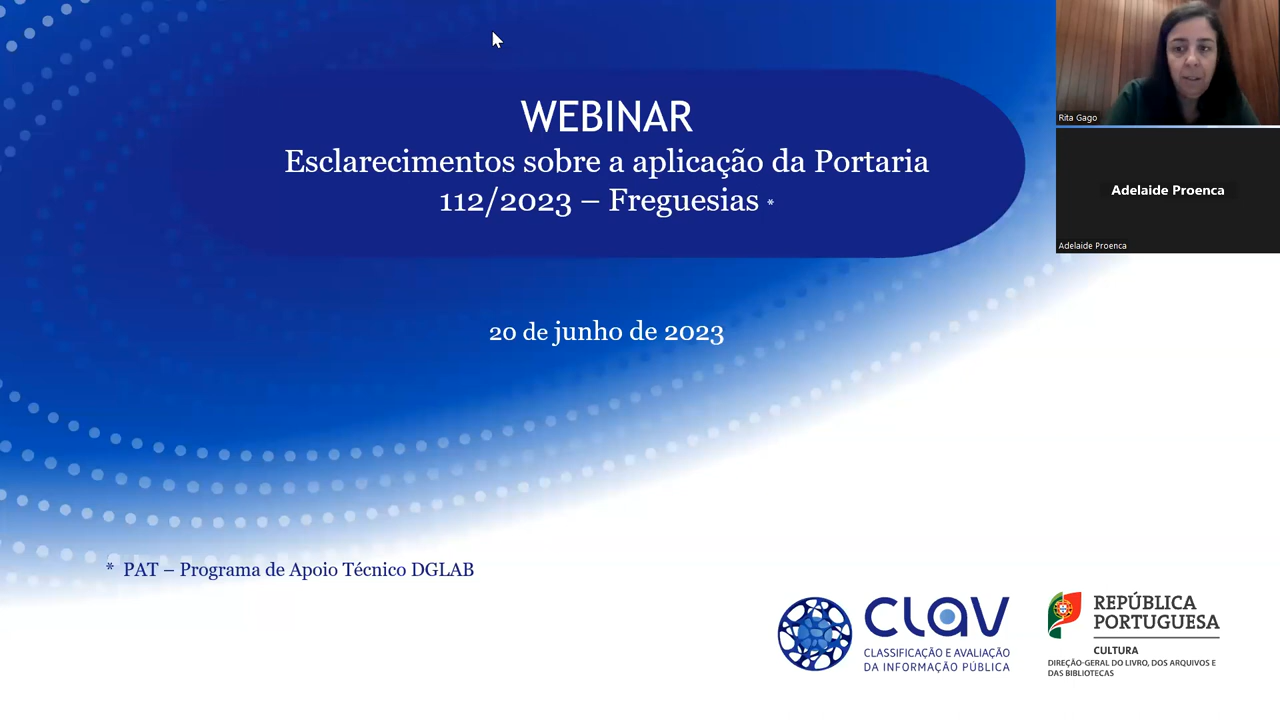 WEBINAR
Esclarecimentos sobre a aplicação da Portaria
112/2023 – Freguesias *
20 de junho de 2023
* PAT – Programa de Apoio Técnico DGLAB
CLAV
CLASSIFICAÇÃO E AVALIAÇÃO
DA INFORMAÇÃO PÚBLICA
REPÚBLICA
PORTUGUESA
CULTURA
DIREÇÃO-GERAL DO LIVRO, DOS ARQUIVOS E
DAS BIBLIOTECAS
Rita Gago
Adelaide Proenca
Adelaide Proenca